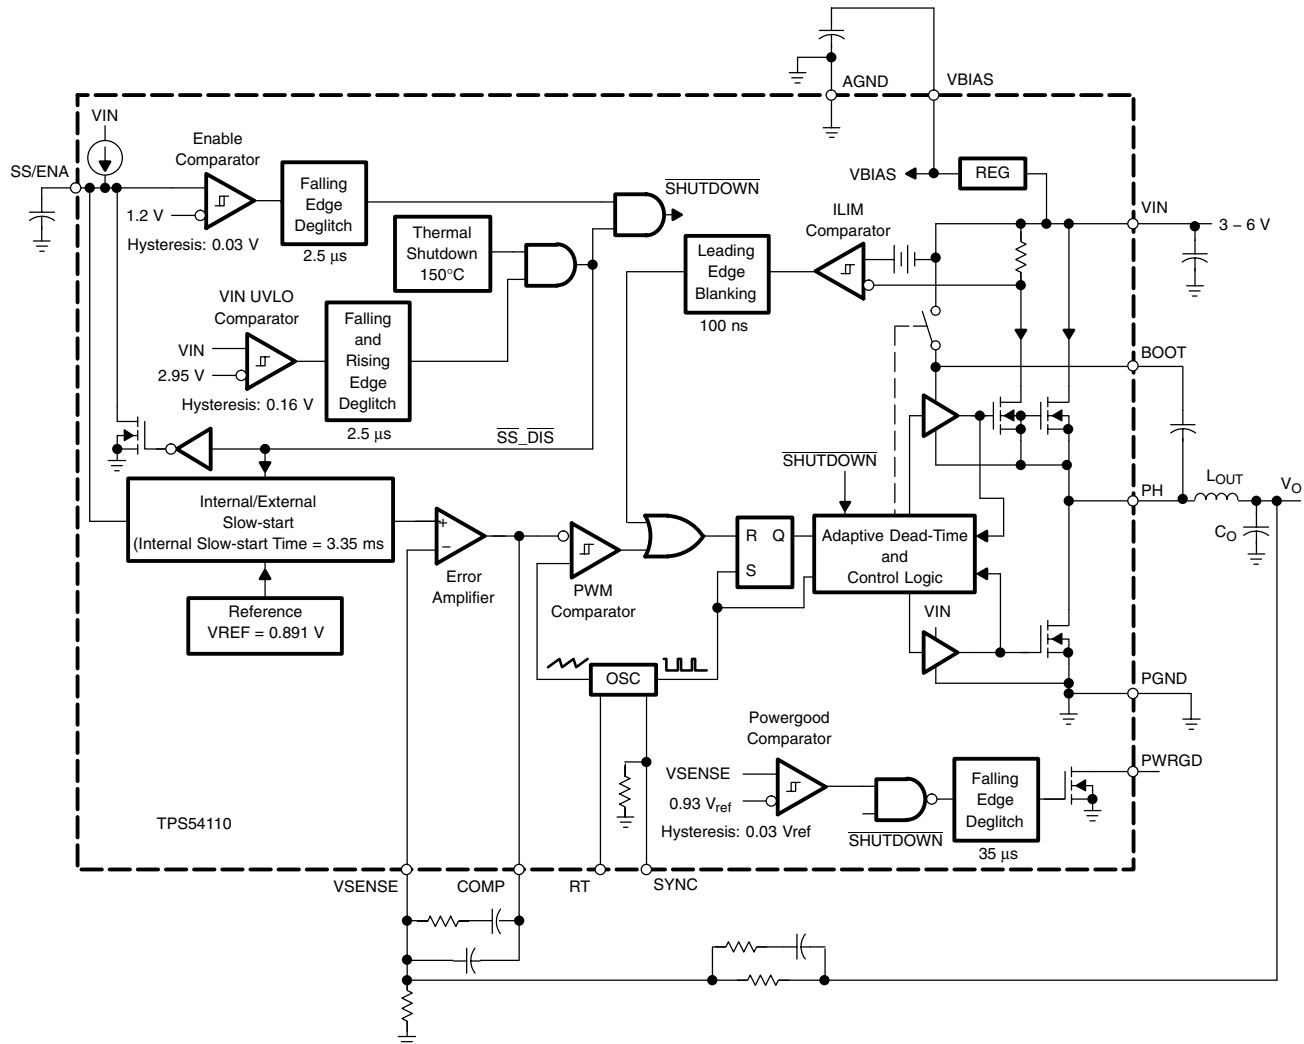 AGND
VBIAS
VIN
SS/ENA
Enable
Comparator
1.2 V
Hysteresis: 0.03 V
Falling
Edge
Deglitch
2.5 µs
SHUTDOWN
VBIAS
REG
VIN
3 – 6 V
ILIM
Comparator
Thermal
Shutdown
150°C
Leading
Edge
Blanking
100 ns
VIN UVLO
Comparator
VIN
2.95 V
Hysteresis: 0.16 V
Falling
and
Rising
Edge
Deglitch
2.5 µs
BOOT
SS_DIS
SHUTDOWN
PH
LOUT
VO
CO
Internal/External
Slow-start
(Internal Slow-start Time = 3.35 ms
Reference
VREF = 0.891 V
+
−
Error
Amplifier
PWM
Comparator
R
Q
S
Adaptive Dead-Time
and
Control Logic
VIN
OSC
PGND
Powergood
Comparator
VSENSE
0.93 Vref
Hysteresis: 0.03 Vref
SHUTDOWN
Falling
Edge
Deglitch
35 µs
PWRGD
TPS54110
VSENSE
COMP
RT
SYNC